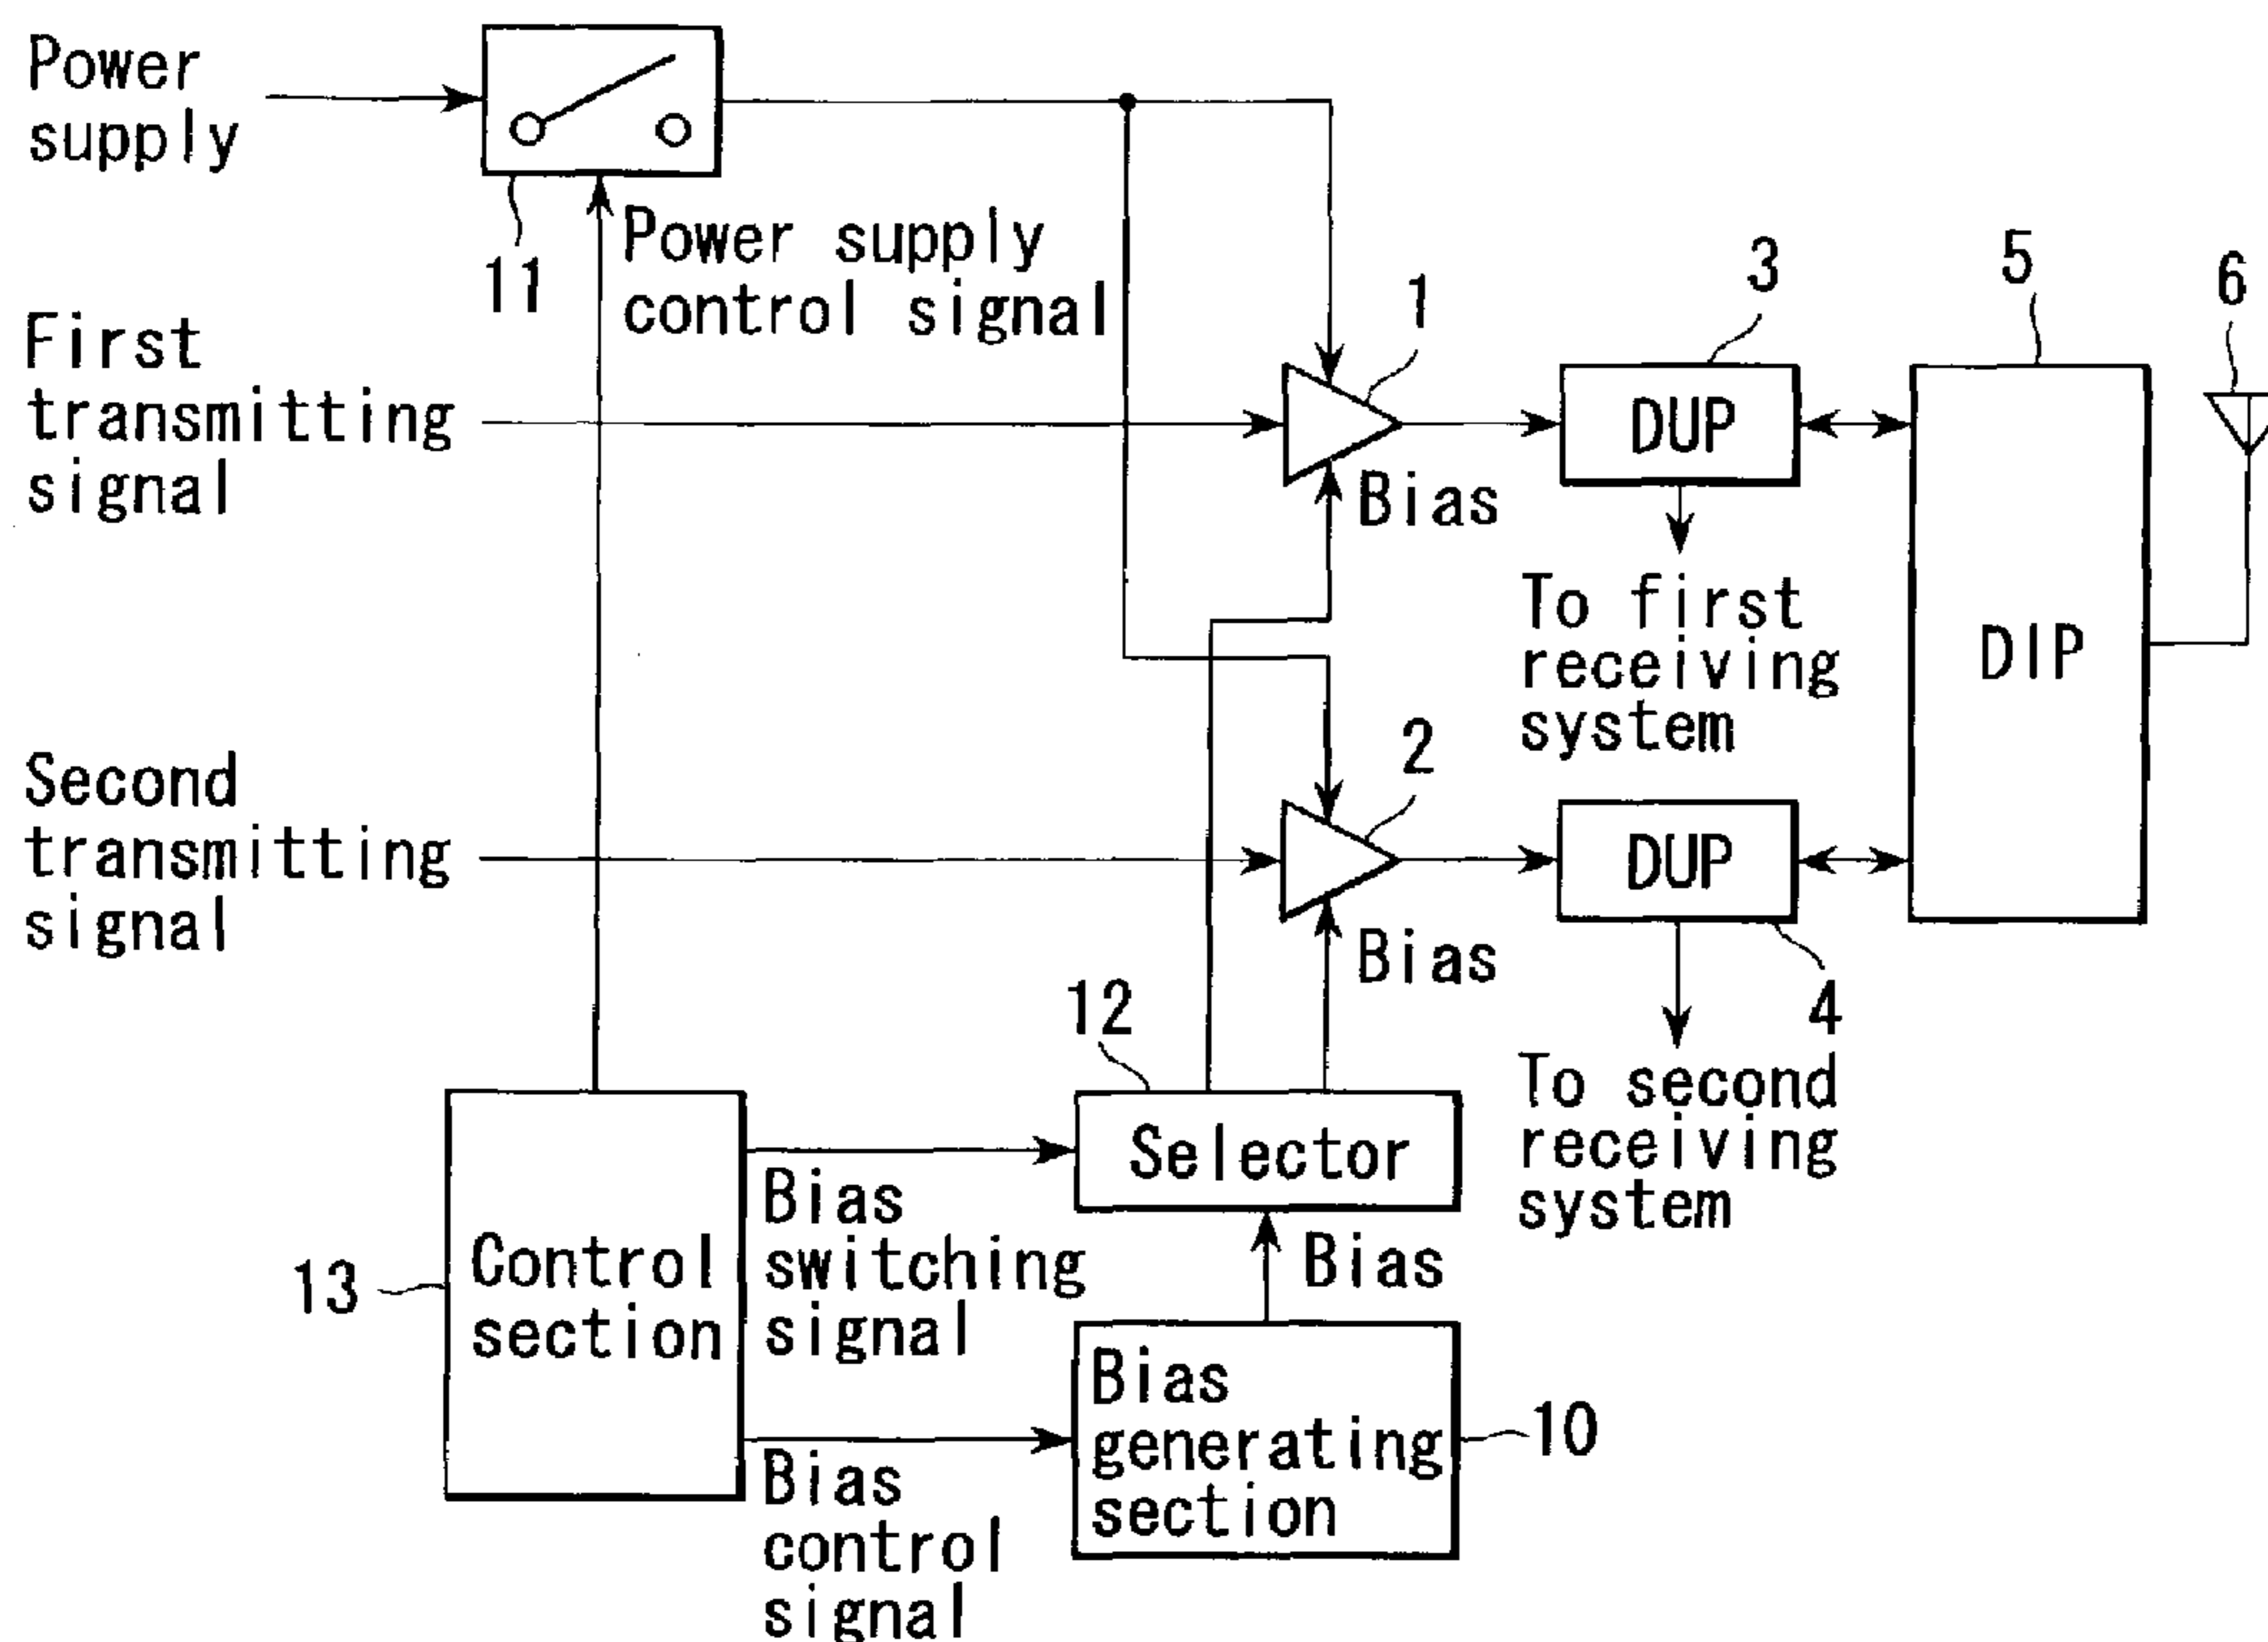 Power
supply
11
Power supply
control signal
First
transmitting
signal
1
3
5
6
DUP
Bias
To first
receiving
system
DIP
Second
transmitting
signal
2
DUP
Bias
4
12
To second
receiving
system
Selector
Bias
switching
signal
Bias
13
Control
section
Bias
generating
section
10
Bias
control
signal